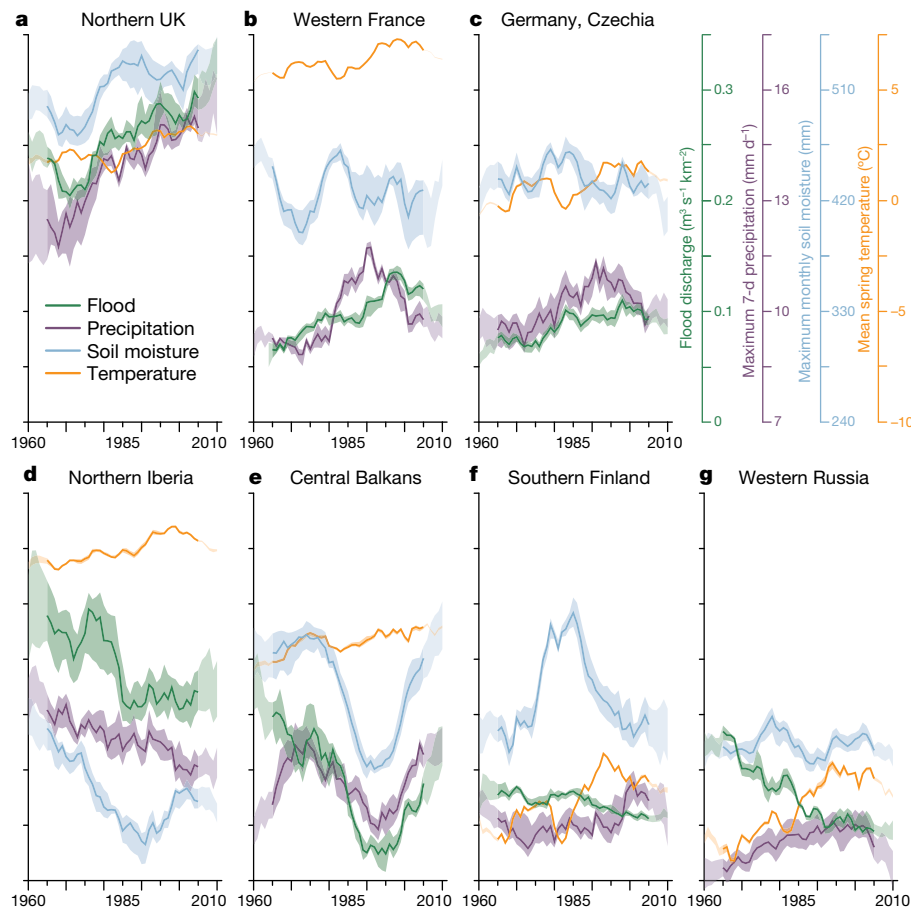 a Northern UK
b Western France
c Germany, Czechia
Flood
Precipitation
Soil moisture
Temperature
1960 1985 2010
1960 1985 2010
1960 1985 2010
Flood discharge (m³ s⁻¹ km⁻²)
0.3
0.2
0.1
0
Maximum 7-d precipitation (mm d⁻¹)
16
13
10
7
Maximum monthly soil moisture (mm)
510
420
330
240
Mean spring temperature (°C)
5
0
−5
−10
d Northern Iberia
e Central Balkans
f Southern Finland
g Western Russia
1960 1985 2010
1960 1985 2010
1960 1985 2010
1960 1985 2010